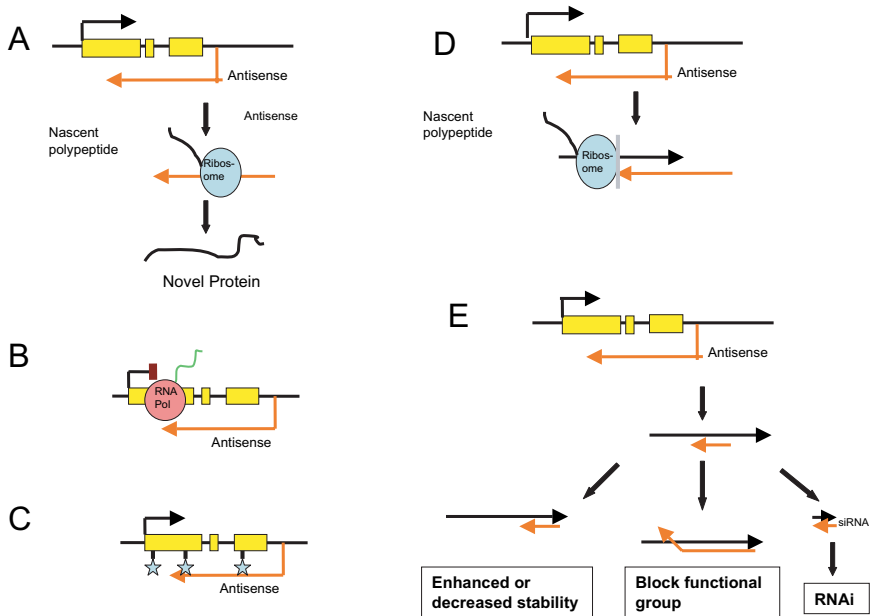 A
Antisense
Antisense
Nascent
polypeptide
Ribos-
ome
Novel Protein
B
RNA
Pol
Antisense
C
D
Antisense
Nascent
polypeptide
Ribos-
ome
E
Antisense
siRNA
Enhanced or
decreased stability
Block functional
group
RNAi